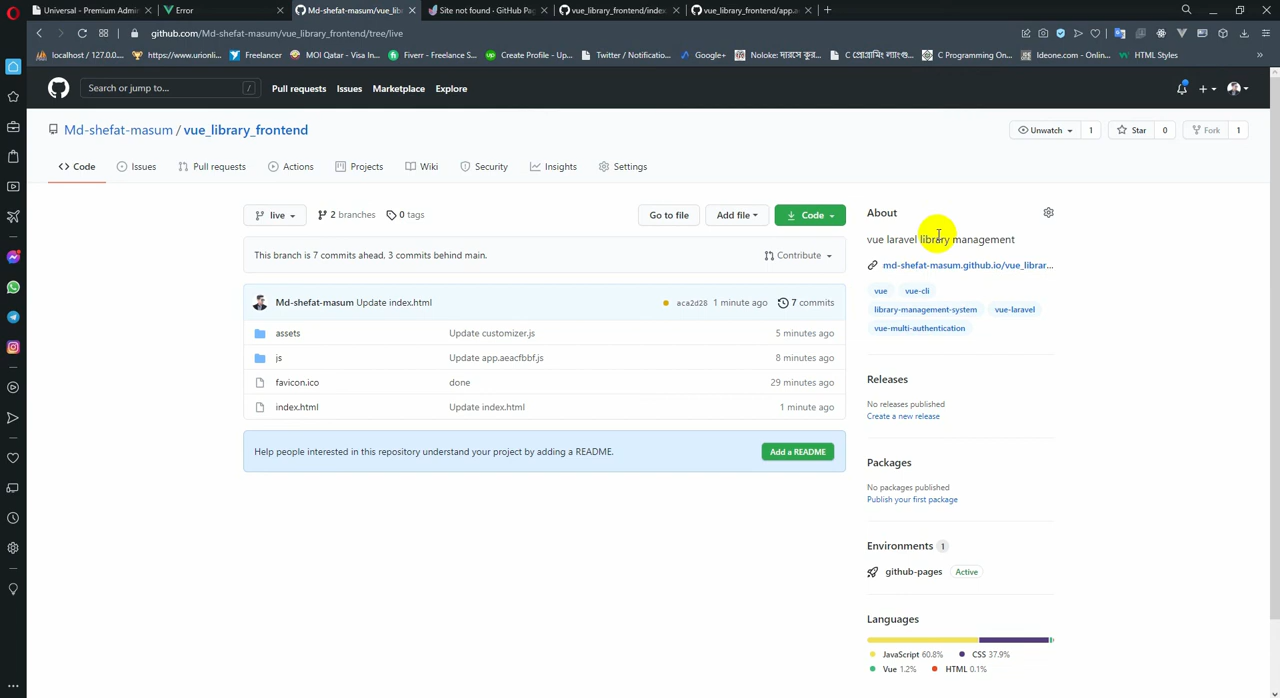 Universal - Premium Admin
Error
Md-shefat-masum/vue_lib
Site not found · GitHub Pag
vue_library_frontend/index.
vue_library_frontend/app.a
github.com/Md-shefat-masum/vue_library_frontend/tree/live
localhost / 127.0.0....
https://www.urionli...
Freelancer
MOI Qatar - Visa In...
Fiverr - Freelance S...
Create Profile - Up...
Twitter / Notificatio...
Google+
C Programming On...
Ideone.com - Onlin...
HTML Styles
Search or jump to...
/
Pull requests
Issues
Marketplace
Explore
Md-shefat-masum / vue_library_frontend
Unwatch
1
Star
0
Fork
1
Code
Issues
Pull requests
Actions
Projects
Wiki
Security
Insights
Settings
live
2 branches
0 tags
Go to file
Add file
Code
About
This branch is 7 commits ahead, 3 commits behind main.
Contribute
vue laravel library management
md-shefat-masum.github.io/vue_librar...
vue
vue-cli
library-management-system
vue-laravel
vue-multi-authentication
Md-shefat-masum Update index.html
aca2d28
1 minute ago
7 commits
assets
Update customizer.js
5 minutes ago
js
Update app.aeacfbbf.js
8 minutes ago
favicon.ico
done
29 minutes ago
index.html
Update index.html
1 minute ago
Help people interested in this repository understand your project by adding a README.
Add a README
Releases
No releases published
Create a new release
Packages
No packages published
Publish your first package
Environments 1
github-pages
Active
Languages
JavaScript 60.8%
CSS 37.9%
Vue 1.2%
HTML 0.1%